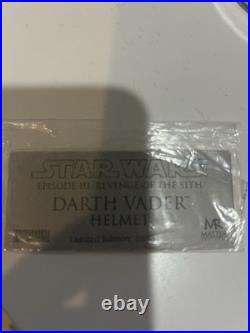 STAR WARS
EPISODE III REVENGE OF THE SITH
DARTH VADER
HELMET
Limited Edition
MR
MASTER